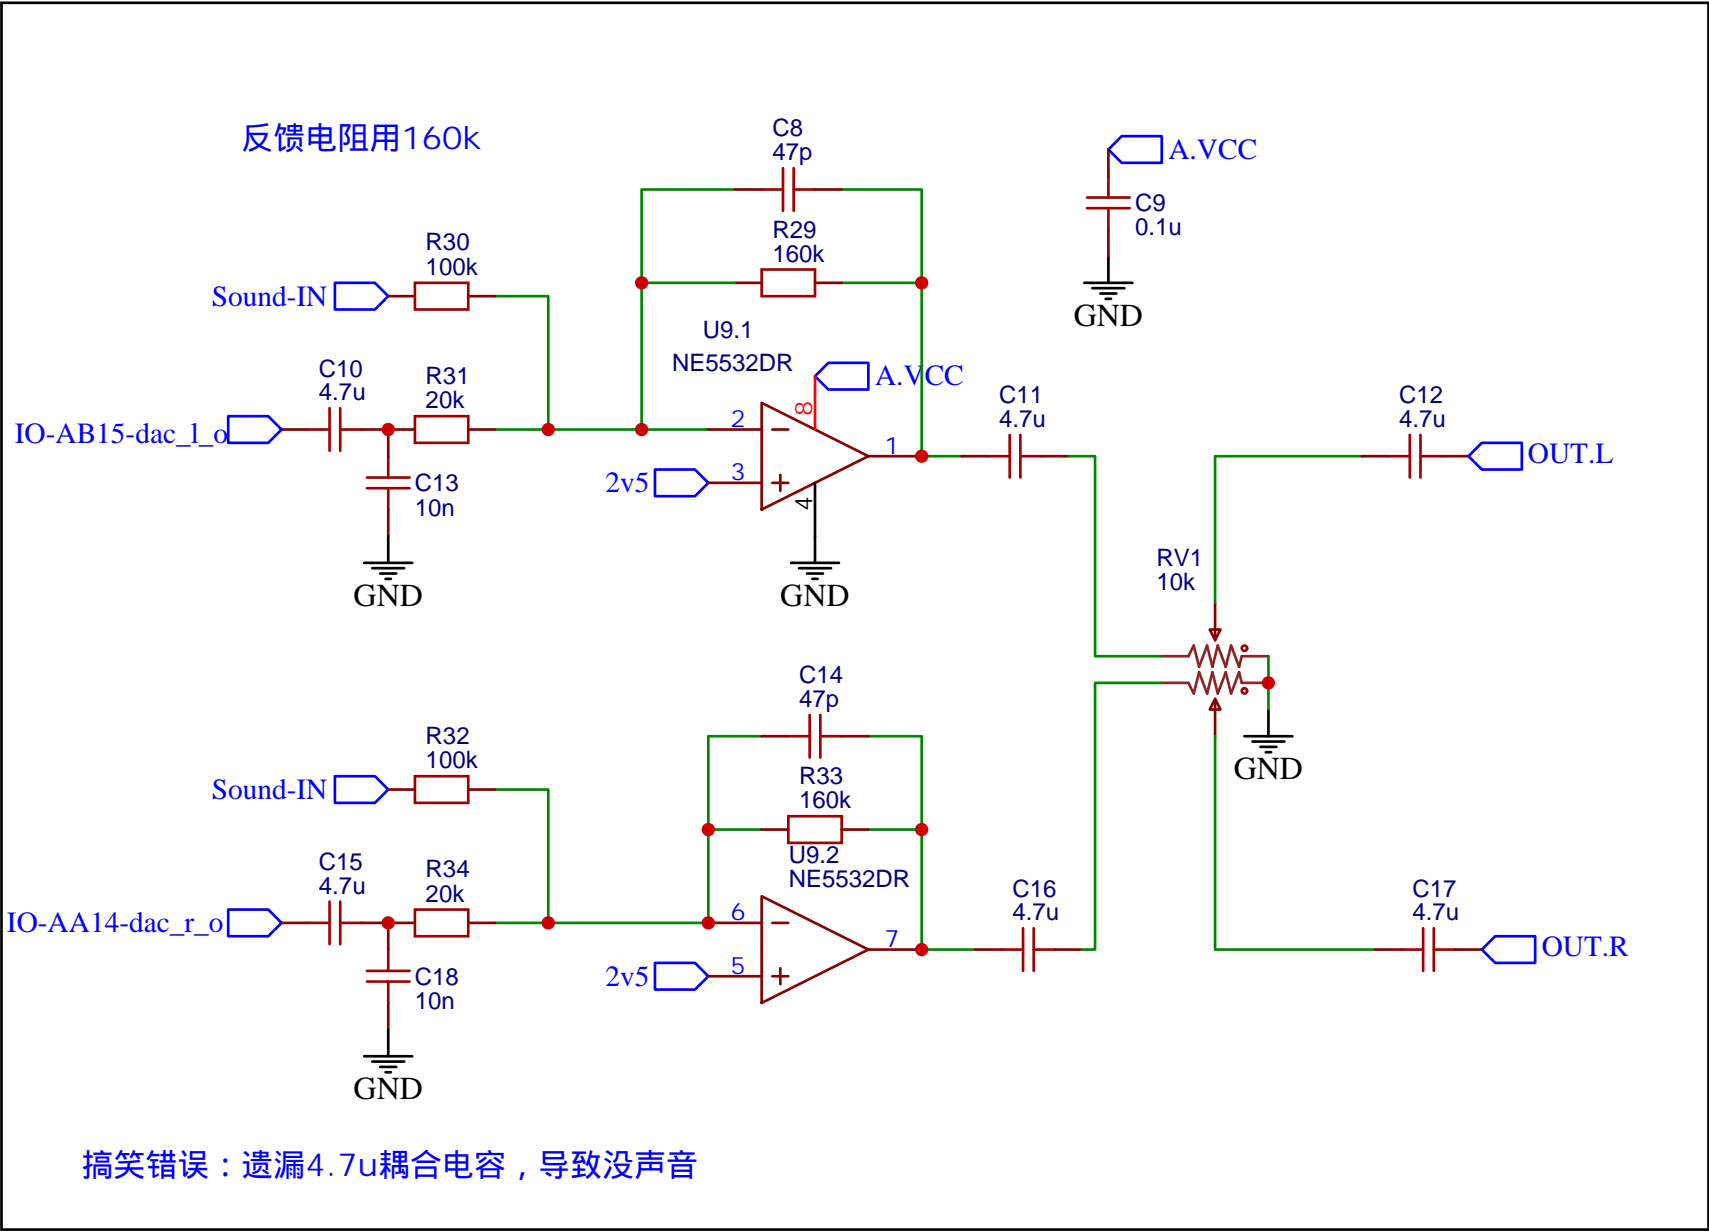 反馈电阻用160k
C8
47p
A.VCC
C9
0.1u
GND
R29
160k
R30
100k
Sound-IN
U9.1
NE5532DR
A.VCC
8
C10
4.7u
R31
20k
IO-AB15-dac_l_o
2
1
3
2v5
4
C11
4.7u
C12
4.7u
OUT.L
C13
10n
GND
GND
RV1
10k
GND
C14
47p
R33
160k
R32
100k
Sound-IN
U9.2
NE5532DR
C15
4.7u
R34
20k
IO-AA14-dac_r_o
6
7
5
2v5
C16
4.7u
C17
4.7u
OUT.R
C18
10n
GND
搞笑错误：遗漏4.7u耦合电容，导致没声音